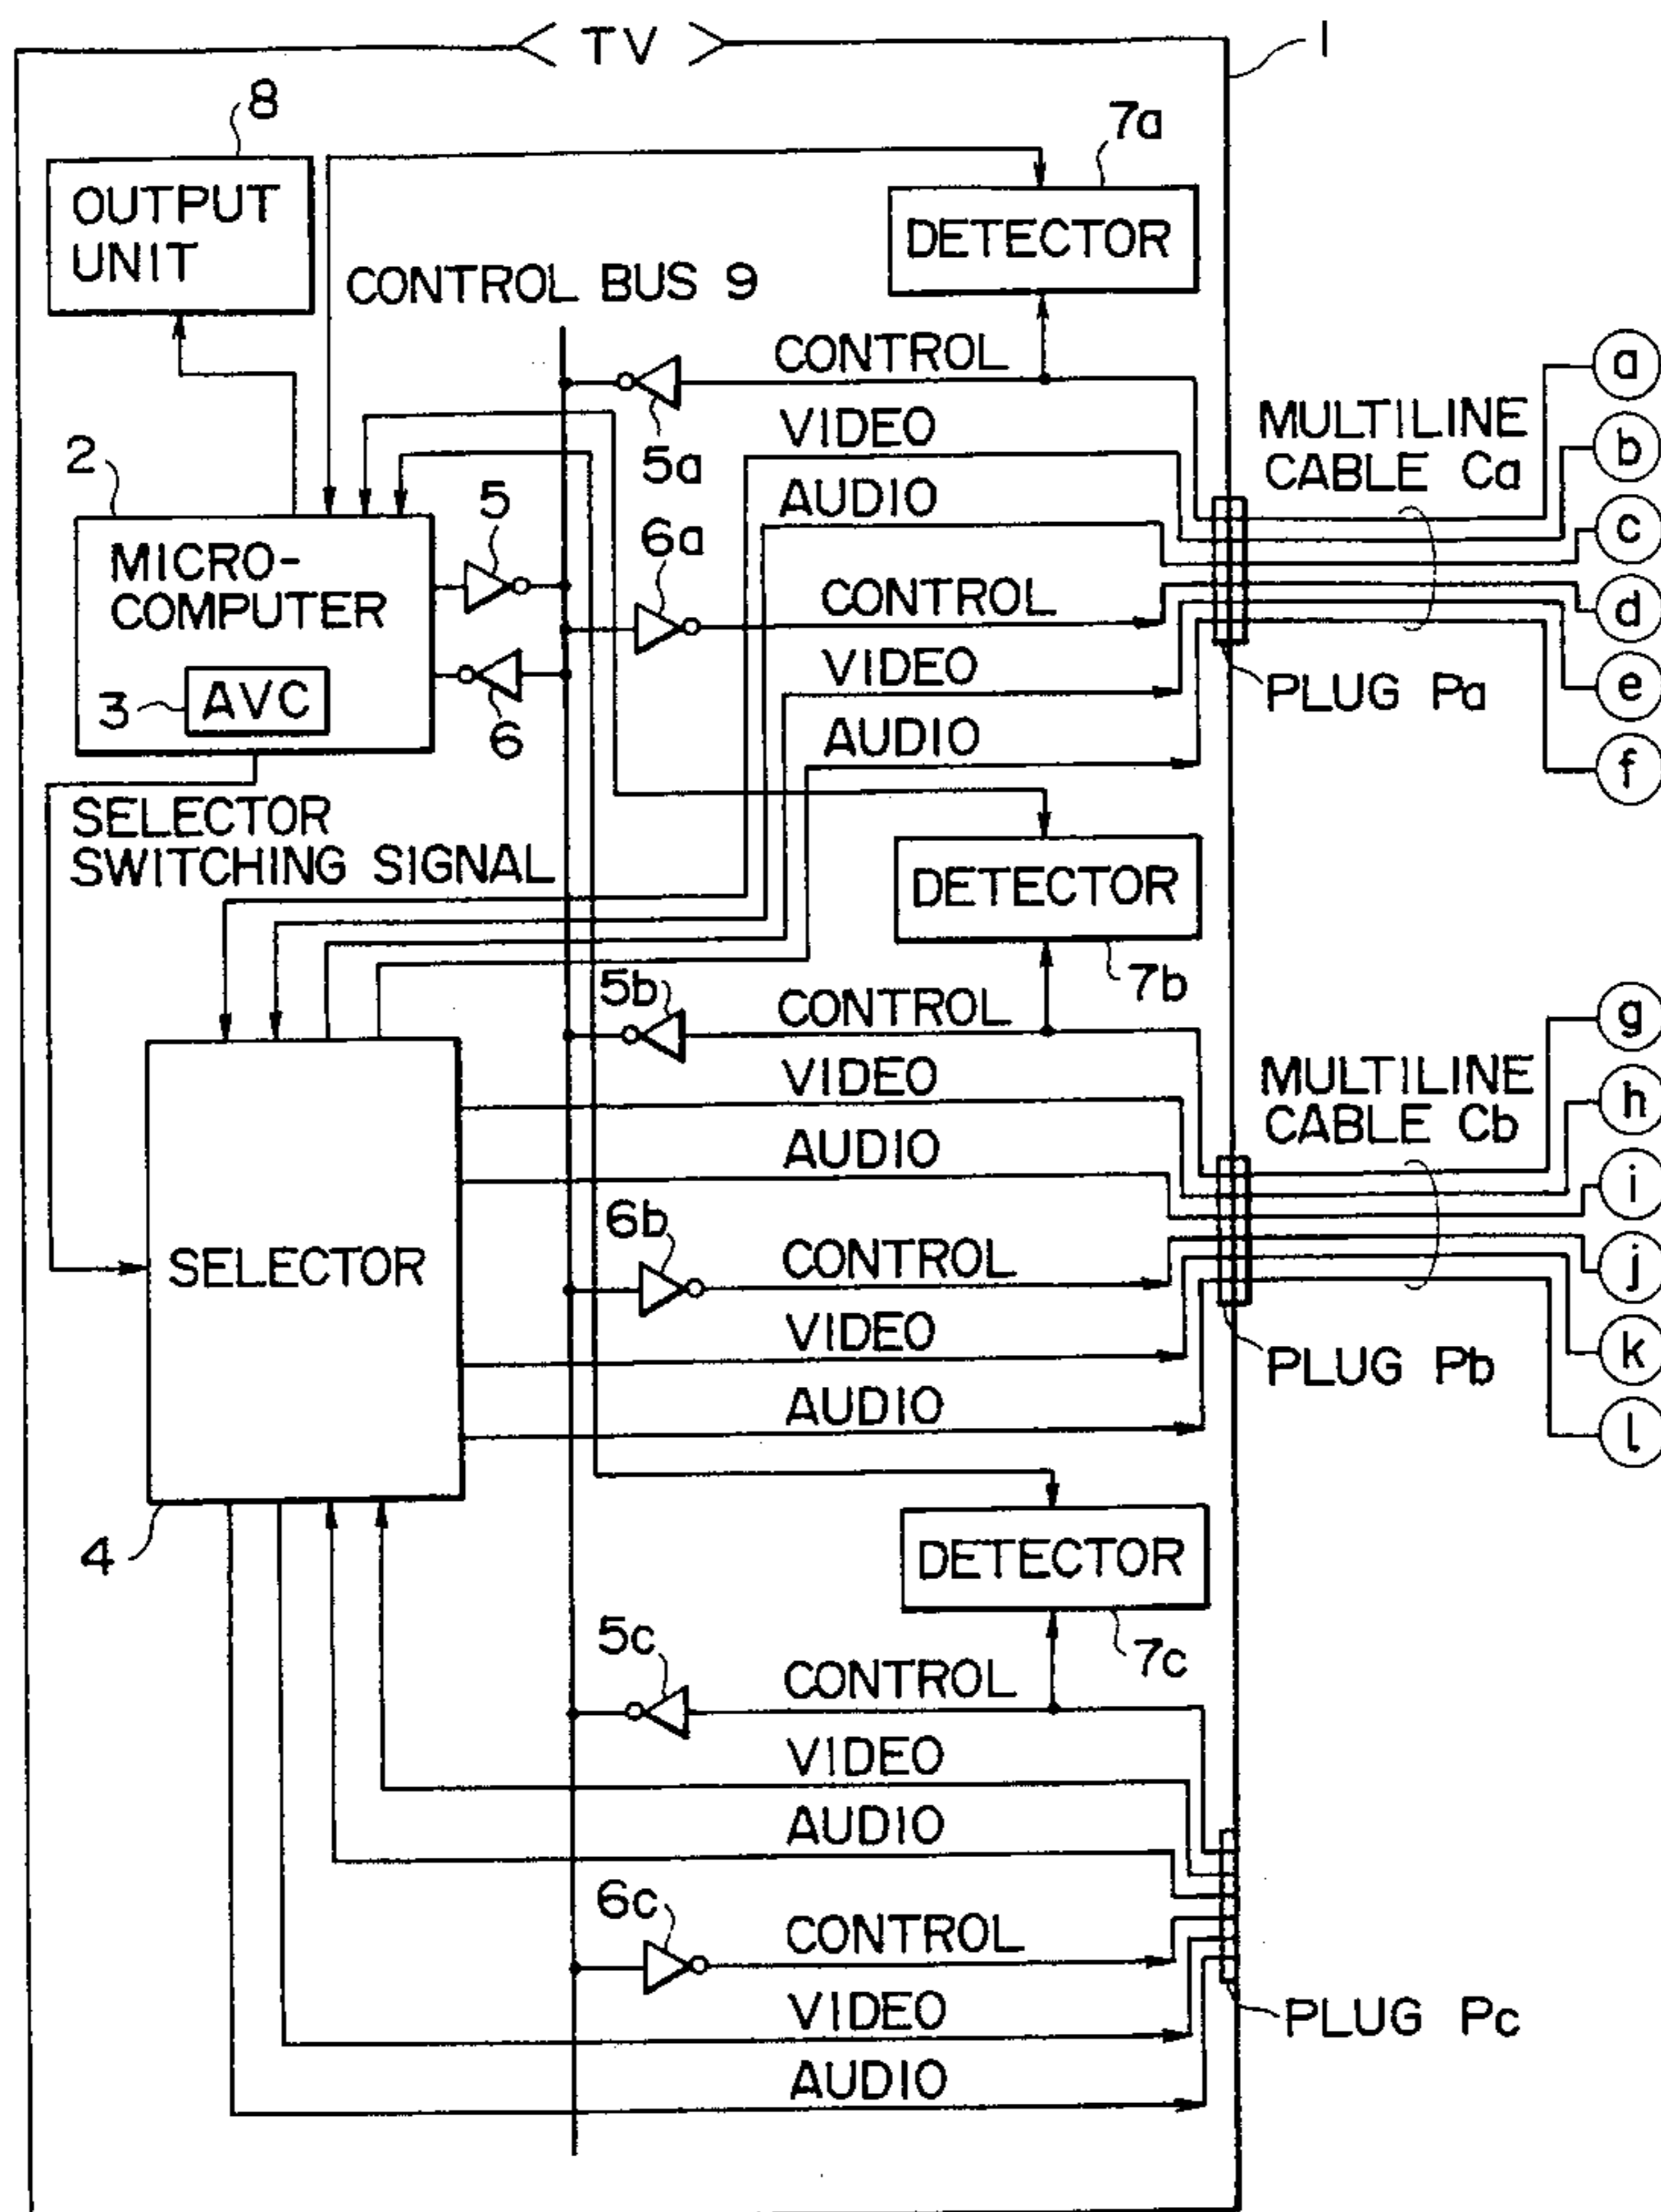 TV
1
8
7a
OUTPUT
UNIT
DETECTOR
CONTROL BUS 9
CONTROL
a
VIDEO
MULTILINE
CABLE Ca
b
2
5a
AUDIO
c
5
6a
MICRO-
COMPUTER
CONTROL
d
3
AVC
6
VIDEO
PLUG Pa
e
AUDIO
f
SELECTOR
SWITCHING SIGNAL
DETECTOR
7b
5b
CONTROL
g
VIDEO
MULTILINE
CABLE Cb
h
AUDIO
i
6b
SELECTOR
CONTROL
j
VIDEO
PLUG Pb
k
AUDIO
l
4
DETECTOR
5c
7c
CONTROL
VIDEO
AUDIO
6c
CONTROL
VIDEO
PLUG Pc
AUDIO